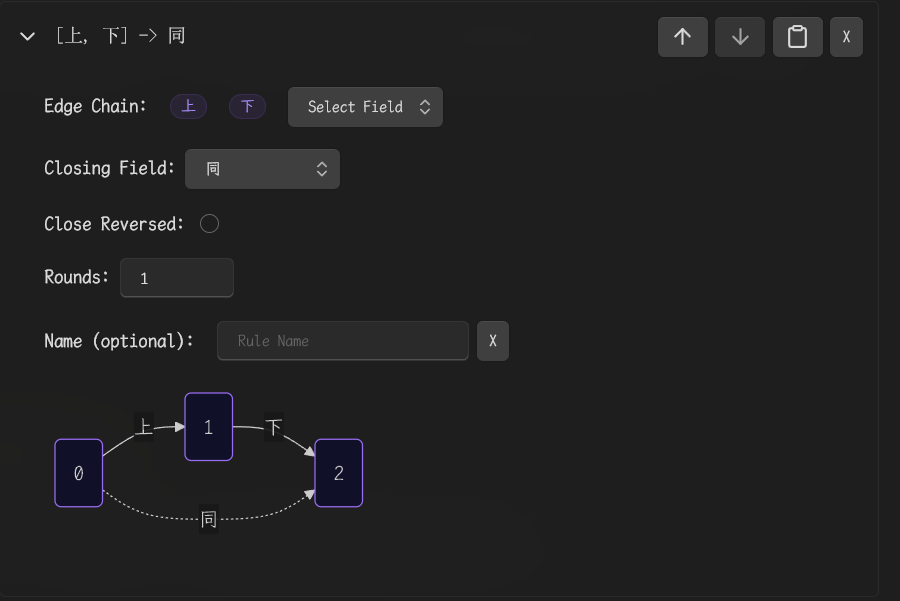 [上, 下] -> 同
X
Edge Chain: 上 下 Select Field
Closing Field: 同
Close Reversed:
Rounds: 1
Name (optional): Rule Name X
上 1 下
0 2
同